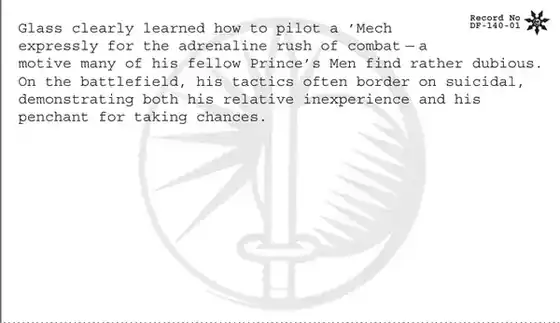 Glass clearly learned how to pilot a ’Mech
expressly for the adrenaline rush of combat — a
motive many of his fellow Prince’s Men find rather dubious.
On the battlefield, his tactics often border on suicidal,
demonstrating both his relative inexperience and his
penchant for taking chances.
Record No
DF-140-01